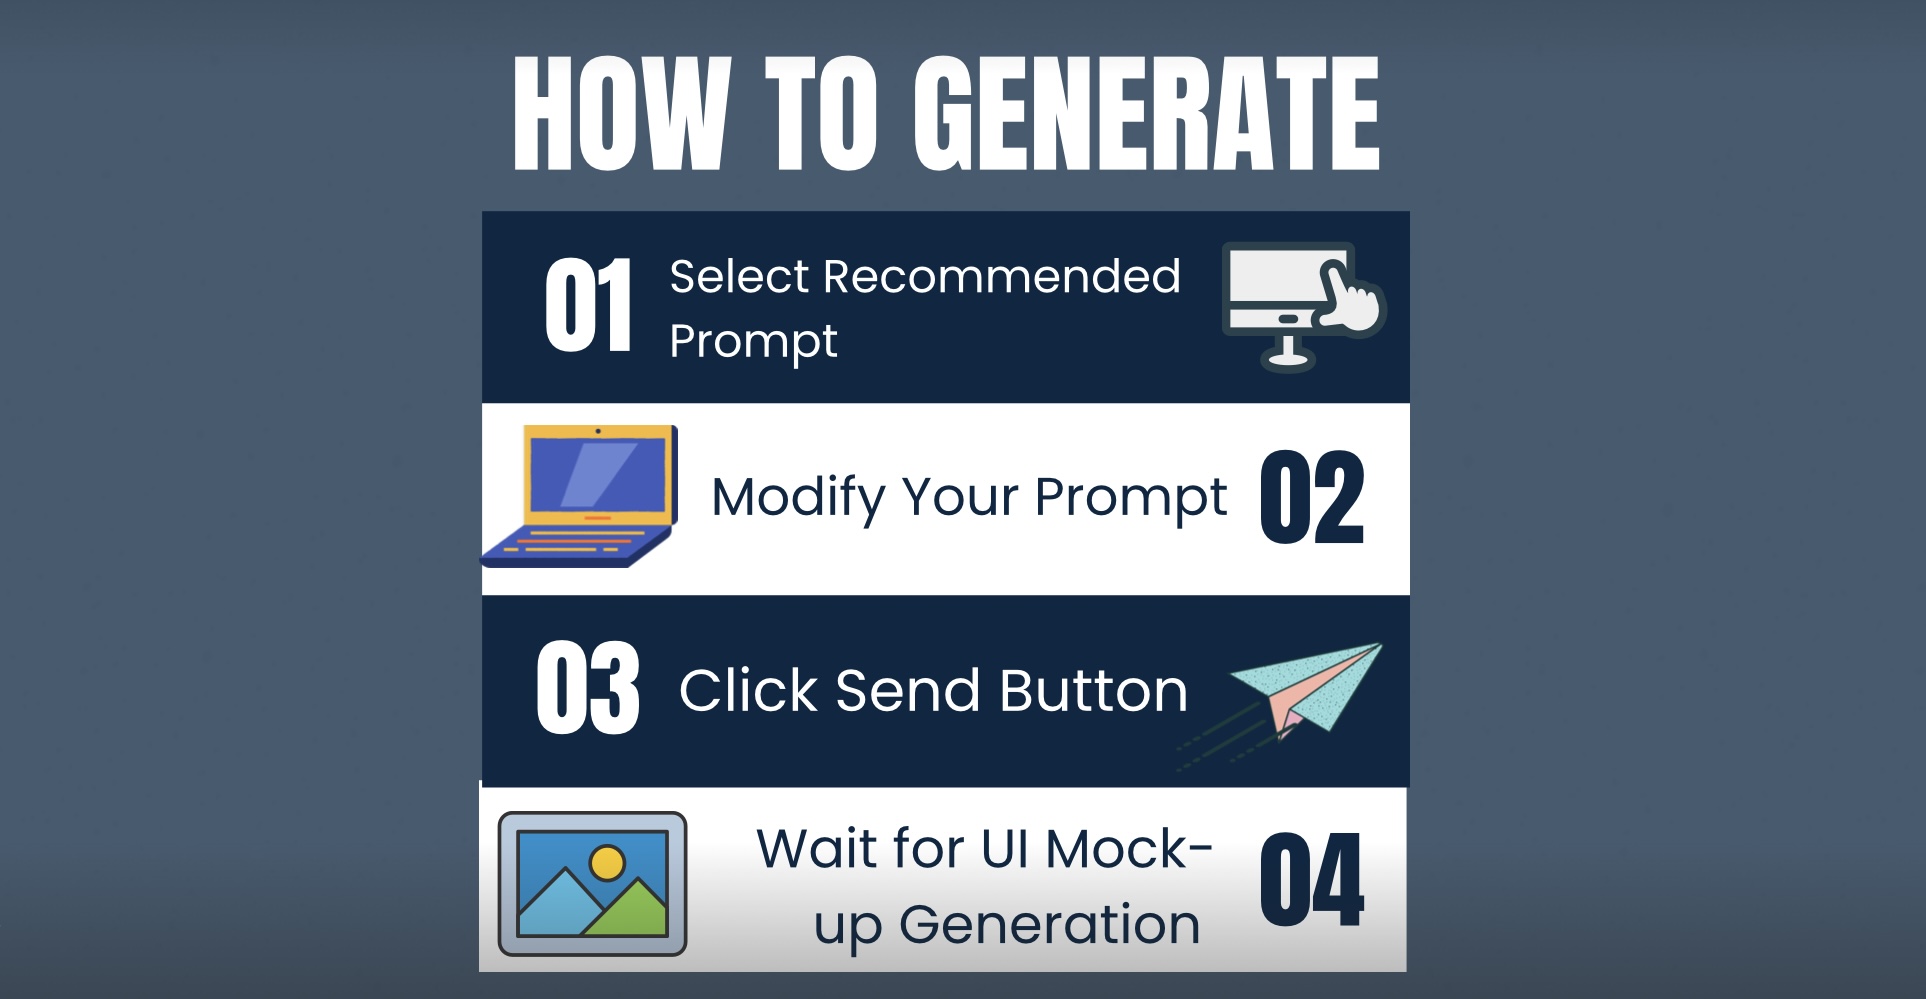 HOW TO GENERATE
01
Select Recommended
Prompt
Modify Your Prompt
02
03
Click Send Button
Wait for UI Mock-
up Generation
04